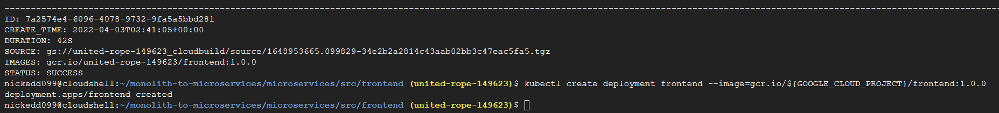 ID: 7a2574e4-6096-4078-9732-9fa5a5bbd281
CREATE_TIME: 2022-04-03T02:41:05+00:00
DURATION: 42S
SOURCE: gs://united-rope-149623_cloudbuild/source/1648953665.099829-34e2b2a2814c43aab02bb3c47eac5fa5.tgz
IMAGES: gcr.io/united-rope-149623/frontend:1.0.0
STATUS: SUCCESS
nickedd099@cloudshell:~/monolith-to-microservices/microservices/src/frontend (united-rope-149623)$ kubectl create deployment frontend --image=gcr.io/${GOOGLE_CLOUD_PROJECT}/frontend:1.0.0
deployment.apps/frontend created
nickedd099@cloudshell:~/monolith-to-microservices/microservices/src/frontend (united-rope-149623)$